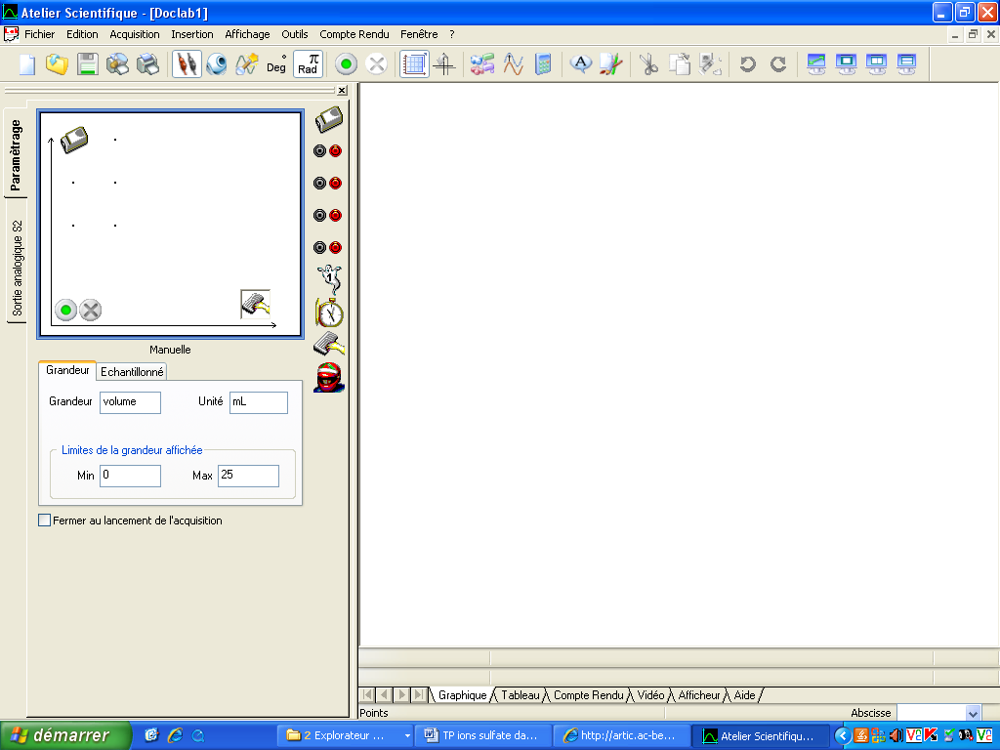 Atelier Scientifique - [Doclab1]
Fichier Edition Acquisition Insertion Affichage Outils Compte Rendu Fenêtre ?
Deg° π Rad
Paramètrage
Sortie analogique S2
1
Manuelle
Grandeur Echantillonné
Grandeur volume Unité mL
Limites de la grandeur affichée
Min 0 Max 25
Fermer au lancement de l'acquisition
Graphique Tableau Compte Rendu Vidéo Afficheur Aide
Points Abscisse
démarrer 2 Explorateur ... TP ions sulfate da... http://artic.ac-be... Atelier Scientifiqu...